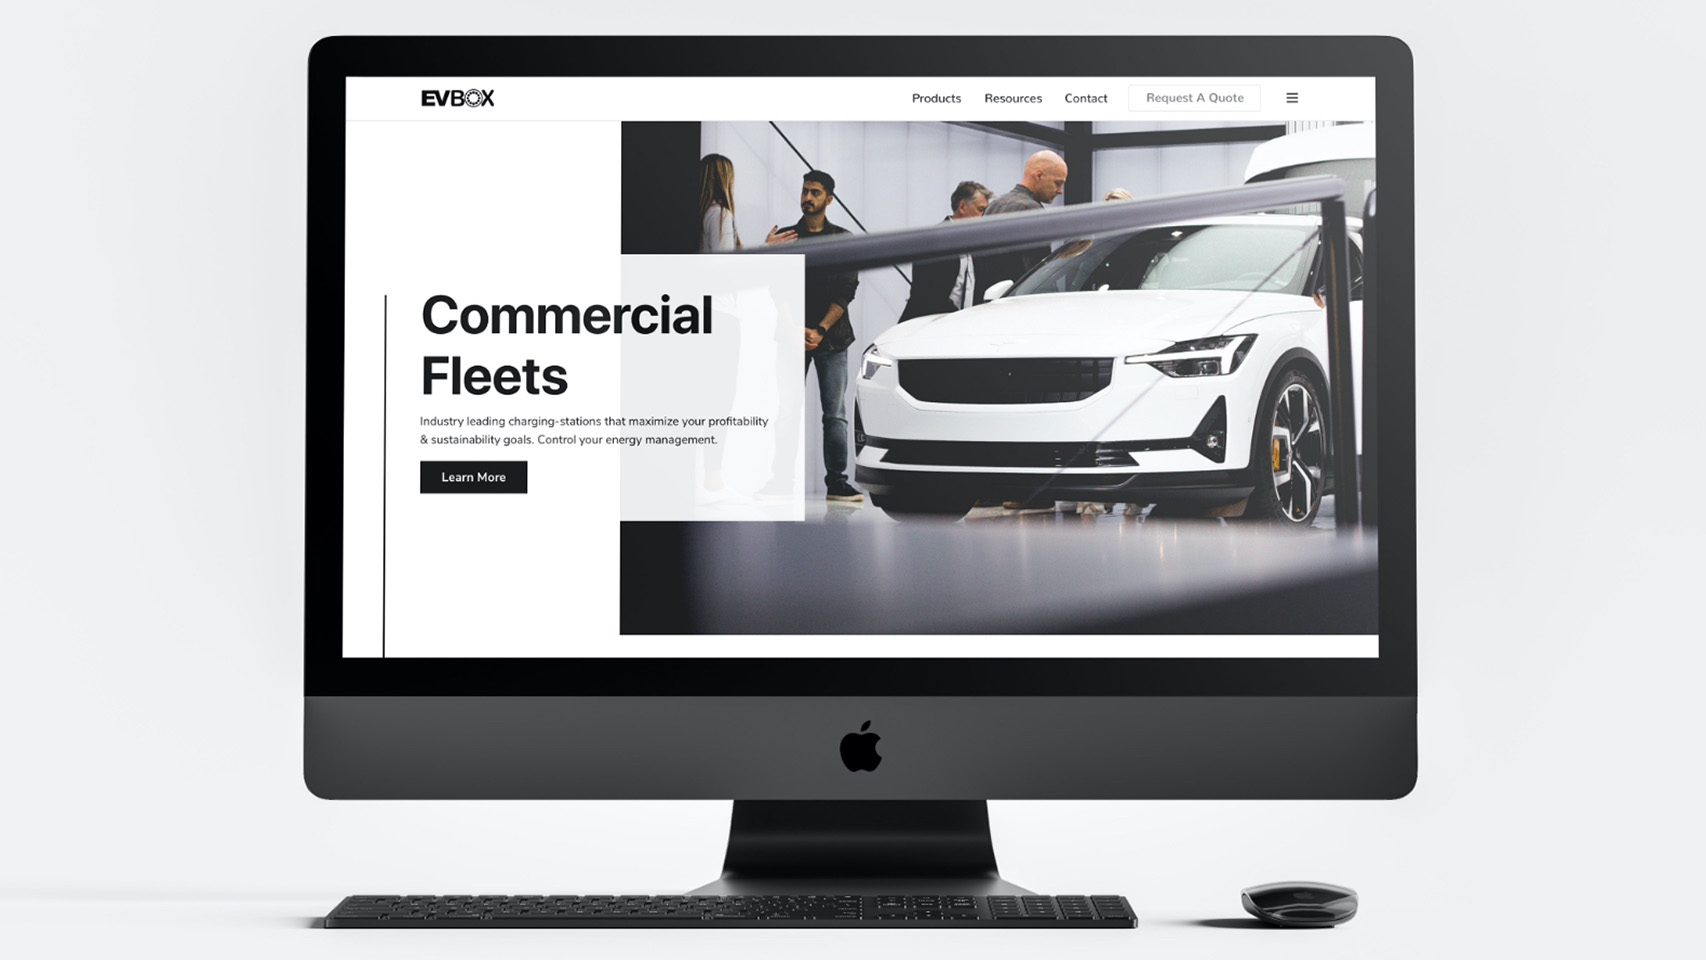 EVBOX
Products
Resources
Contact
Request A Quote
Commercial
Fleets
Industry leading charging-stations that maximize your profitability
& sustainability goals. Control your energy management.
Learn More